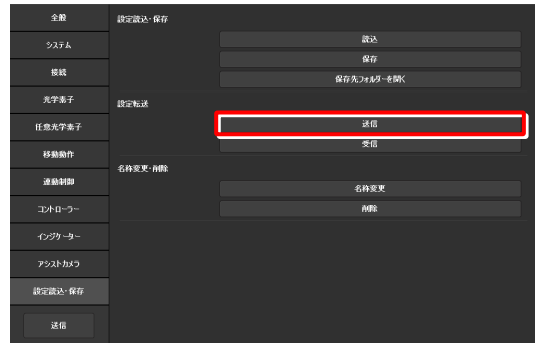 全般
システム
接続
光学素子
任意光学素子
移動動作
連動制御
コントローラー
インジケーター
アシストカメラ
設定読込・保存
送信
設定読込・保存
読込
保存
保存先フォルダーを開く
設定転送
送信
受信
名称変更・削除
名称変更
削除